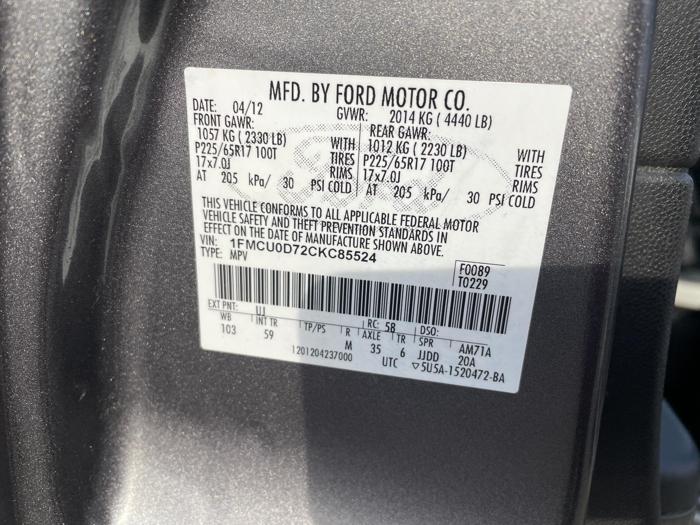 MFD. BY FORD MOTOR CO.
DATE: 04/12 GVWR: 2014 KG ( 4440 LB)
FRONT GAWR: REAR GAWR:
1057 KG ( 2330 LB) WITH 1012 KG ( 2230 LB) WITH
P225/65R17 100T TIRES P225/65R17 100T TIRES
17x7.0J RIMS 17x7.0J RIMS
AT 205 kPa/ 30 PSI COLD AT 205 kPa/ 30 PSI COLD
THIS VEHICLE CONFORMS TO ALL APPLICABLE FEDERAL MOTOR
VEHICLE SAFETY AND THEFT PREVENTION STANDARDS IN
EFFECT ON THE DATE OF MANUFACTURE SHOWN ABOVE.
VIN: 1FMCU0D72CKC85524
TYPE: MPV
F0089
T0229
EXT PNT: UJ RC: 58 DSO:
WB INT TR TP/PS R AXLE TR SPR AM71A
103 59 M 35 6 JJDD 20A
1201204237000 UTC ▽5U5A-1520472-BA
Ford